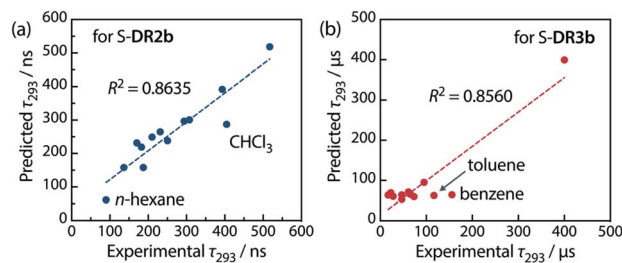 (a)
for S-DR2b
R² = 0.8635
CHCl₃
n-hexane
600
500
400
300
200
100
0
0 100 200 300 400 500 600
Predicted τ₂₉₃ / ns
Experimental τ₂₉₃ / ns
(b)
for S-DR3b
R² = 0.8560
toluene
benzene
500
400
300
200
100
0
0 100 200 300 400 500
Predicted τ₂₉₃ / μs
Experimental τ₂₉₃ / μs